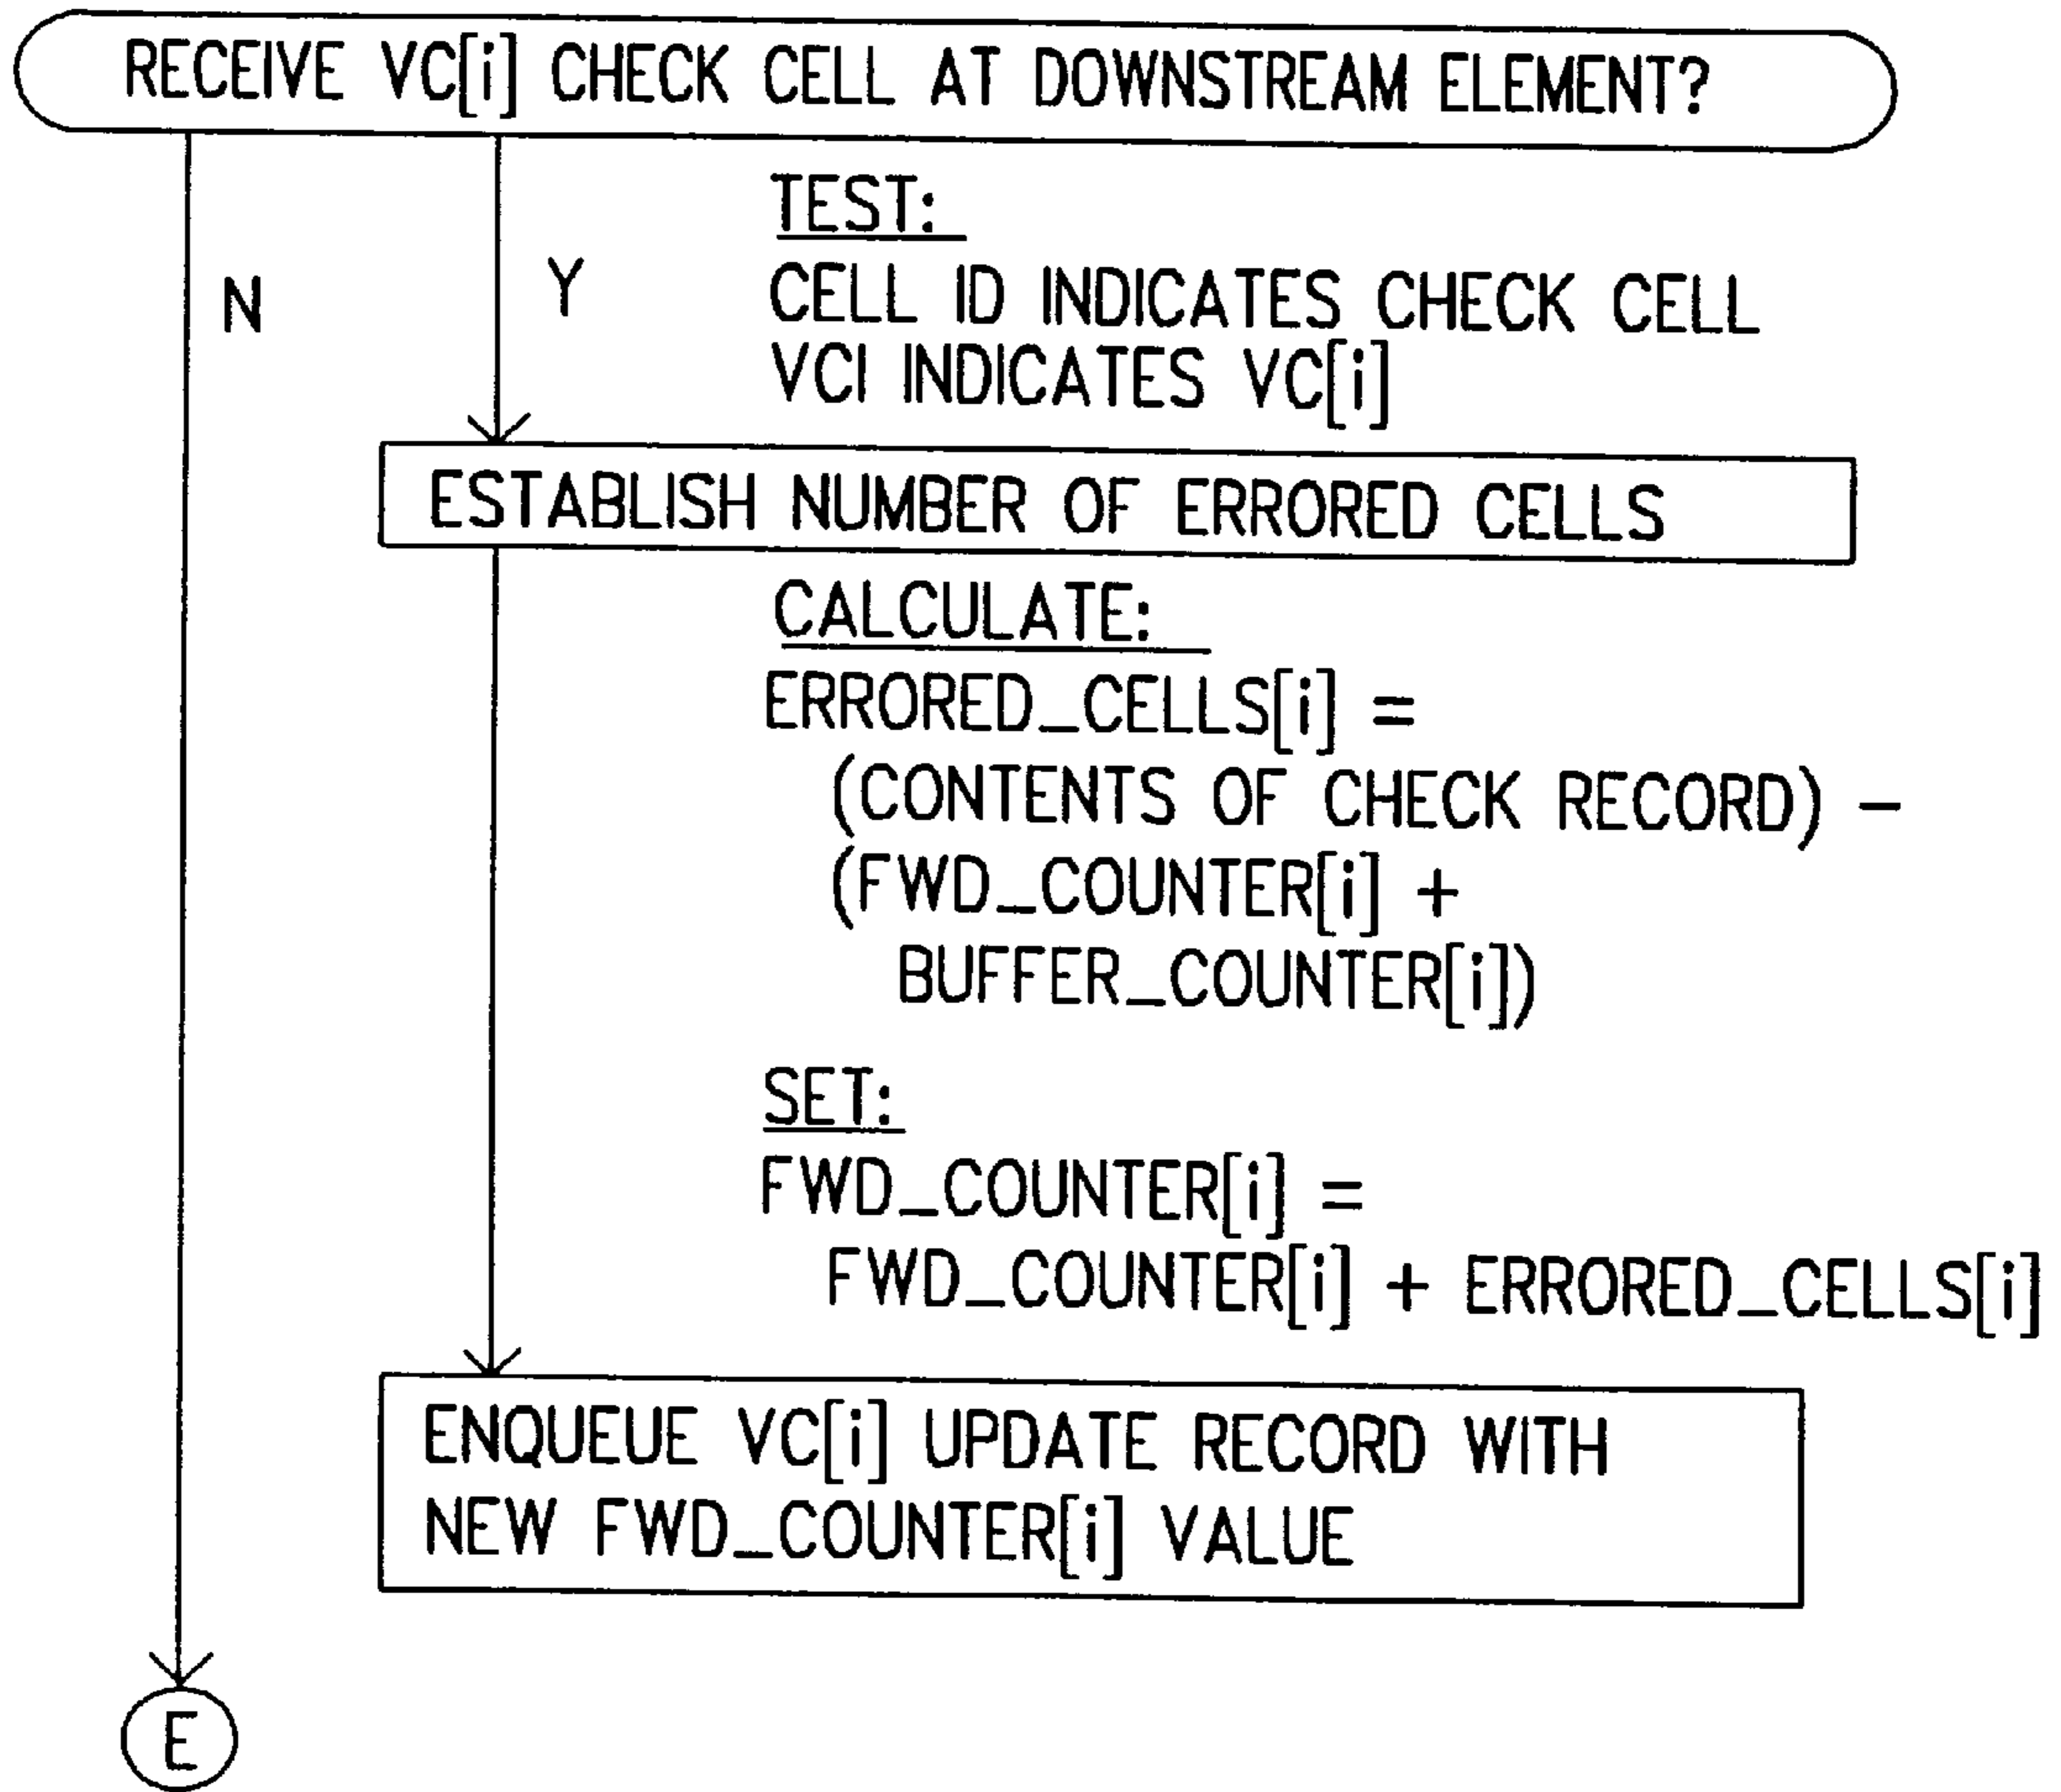 RECEIVE VC[i] CHECK CELL AT DOWNSTREAM ELEMENT?
N
Y
TEST:
CELL ID INDICATES CHECK CELL
VCI INDICATES VC[i]
ESTABLISH NUMBER OF ERRORED CELLS
CALCULATE:
ERRORED_CELLS[i] =
(CONTENTS OF CHECK RECORD) –
(FWD_COUNTER[i] +
BUFFER_COUNTER[i])
SET:
FWD_COUNTER[i] =
FWD_COUNTER[i] + ERRORED_CELLS[i]
ENQUEUE VC[i] UPDATE RECORD WITH
NEW FWD_COUNTER[i] VALUE
E